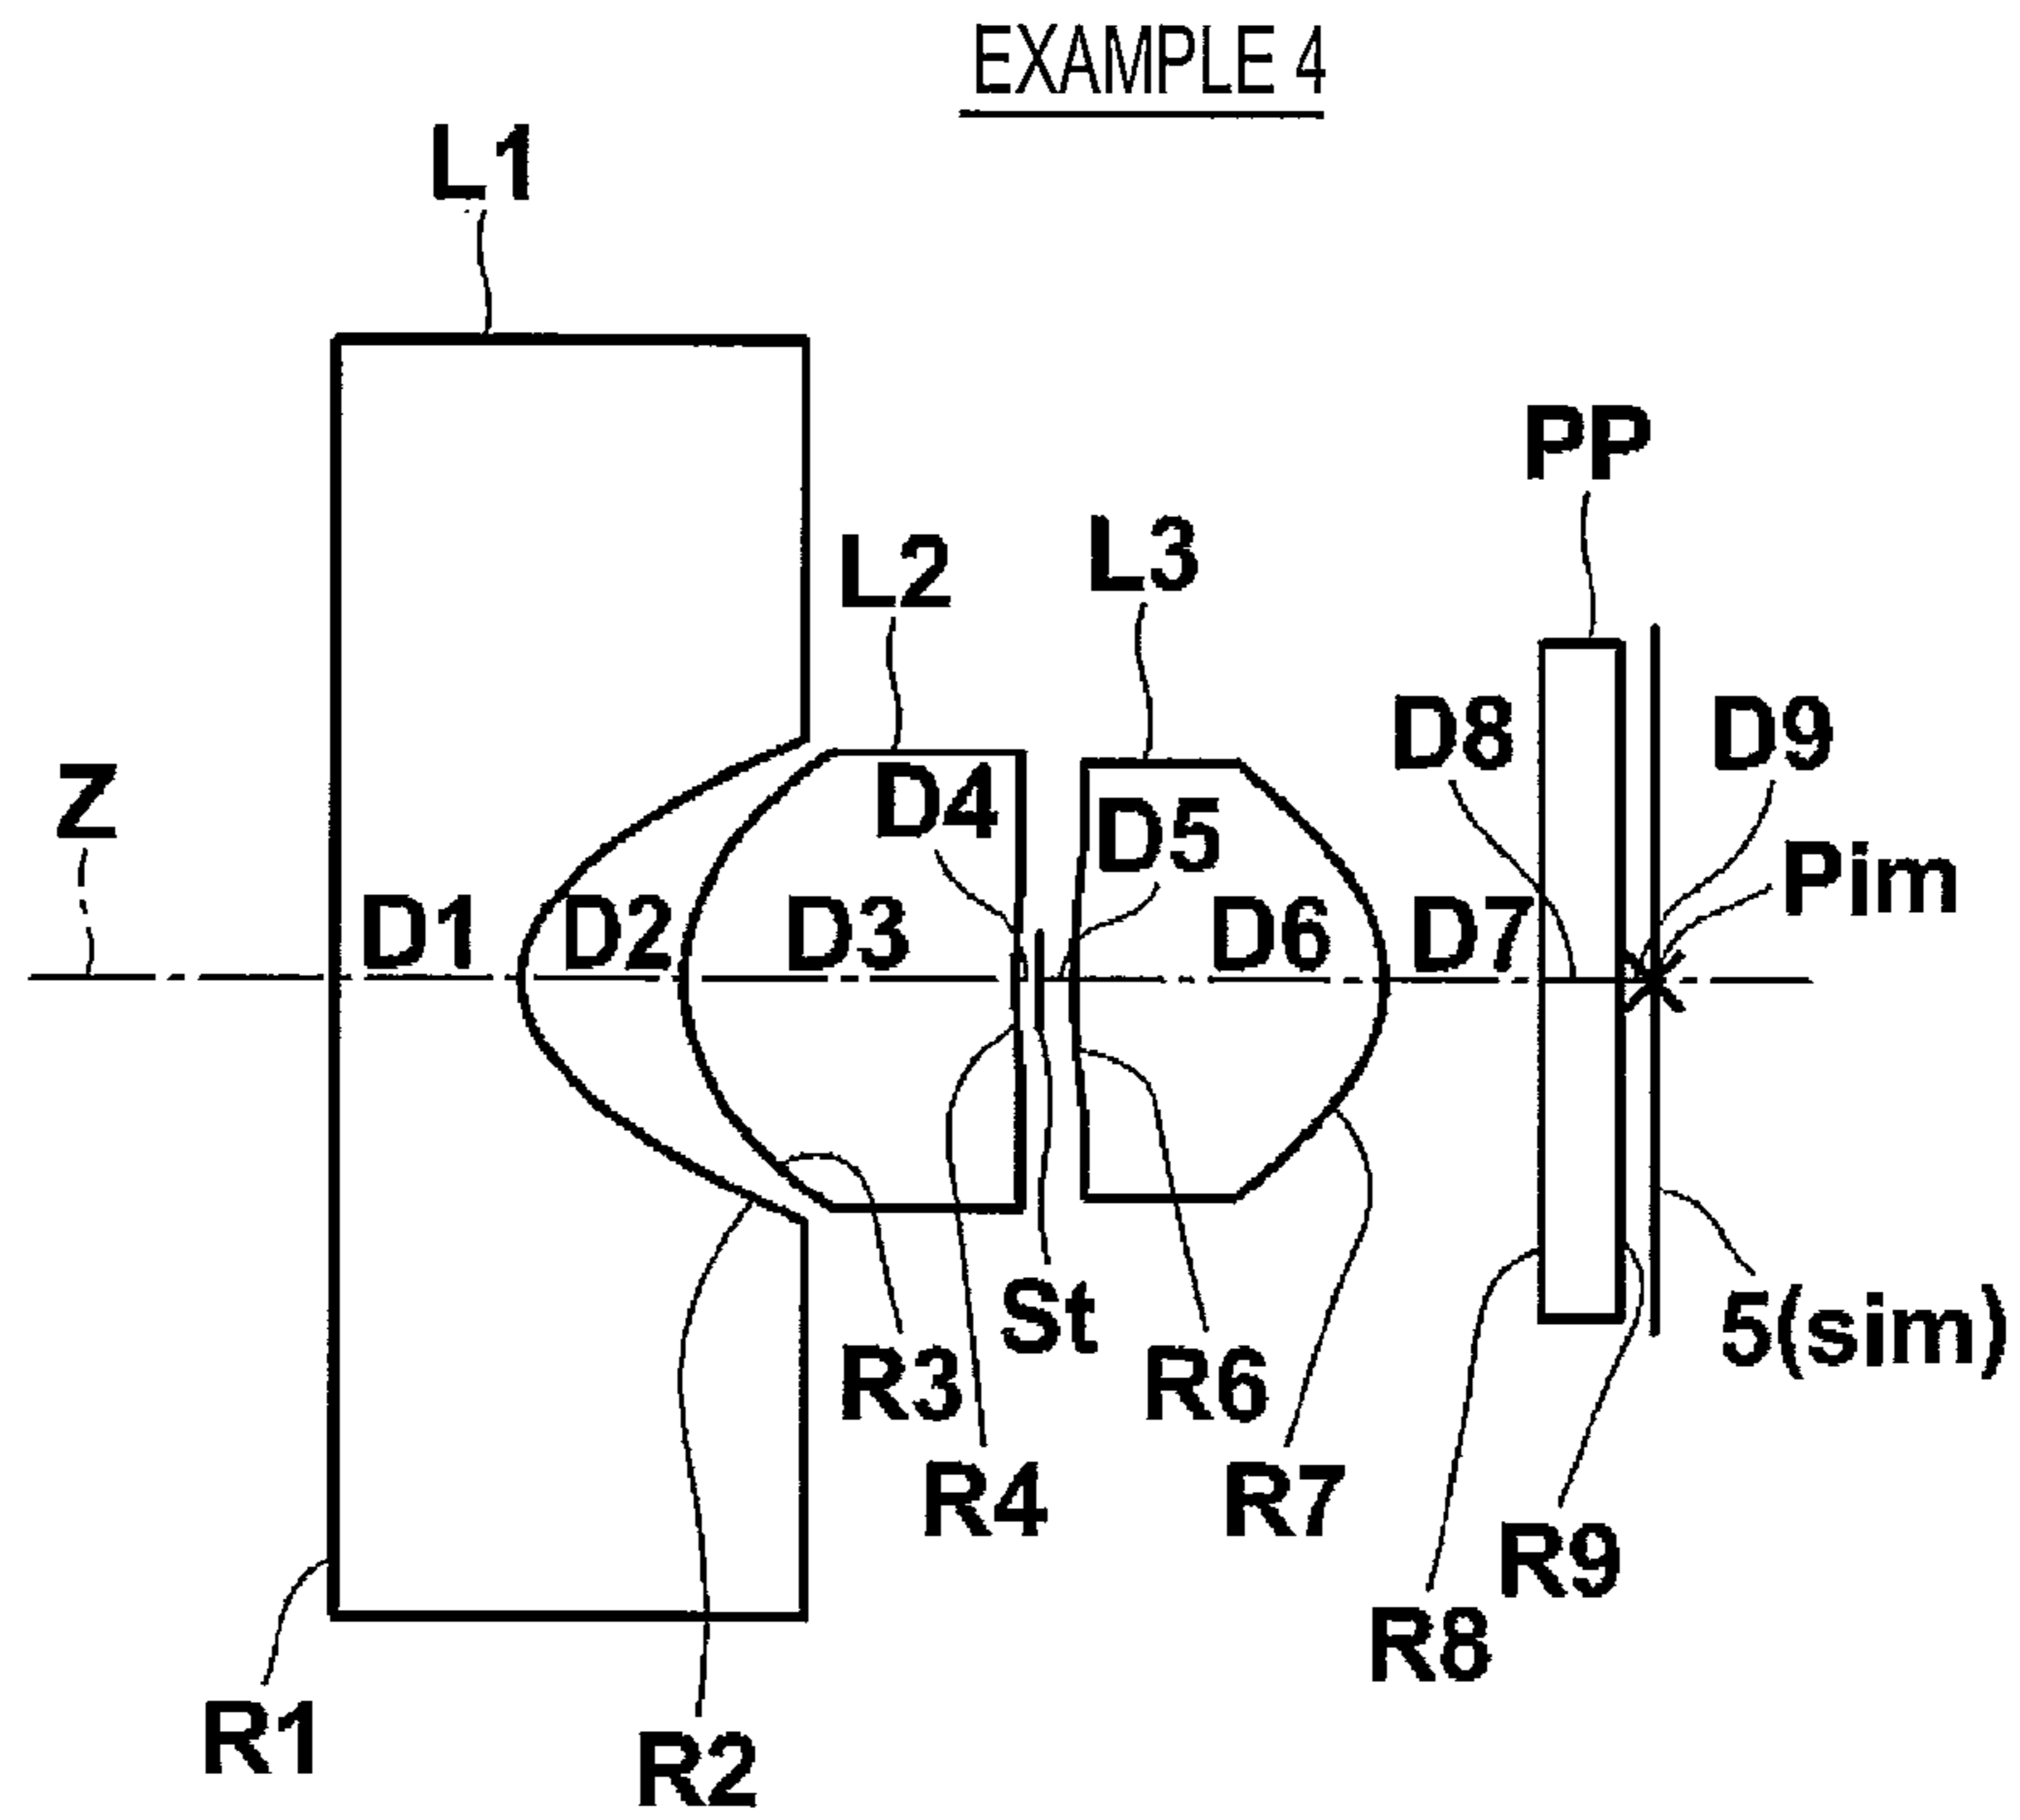 EXAMPLE 4
L1
PP
L2
L3
D8
D9
Z
D4
D5
Pim
D1
D2
D3
D6
D7
St
5(sim)
R3
R6
R4
R7
R9
R8
R1
R2